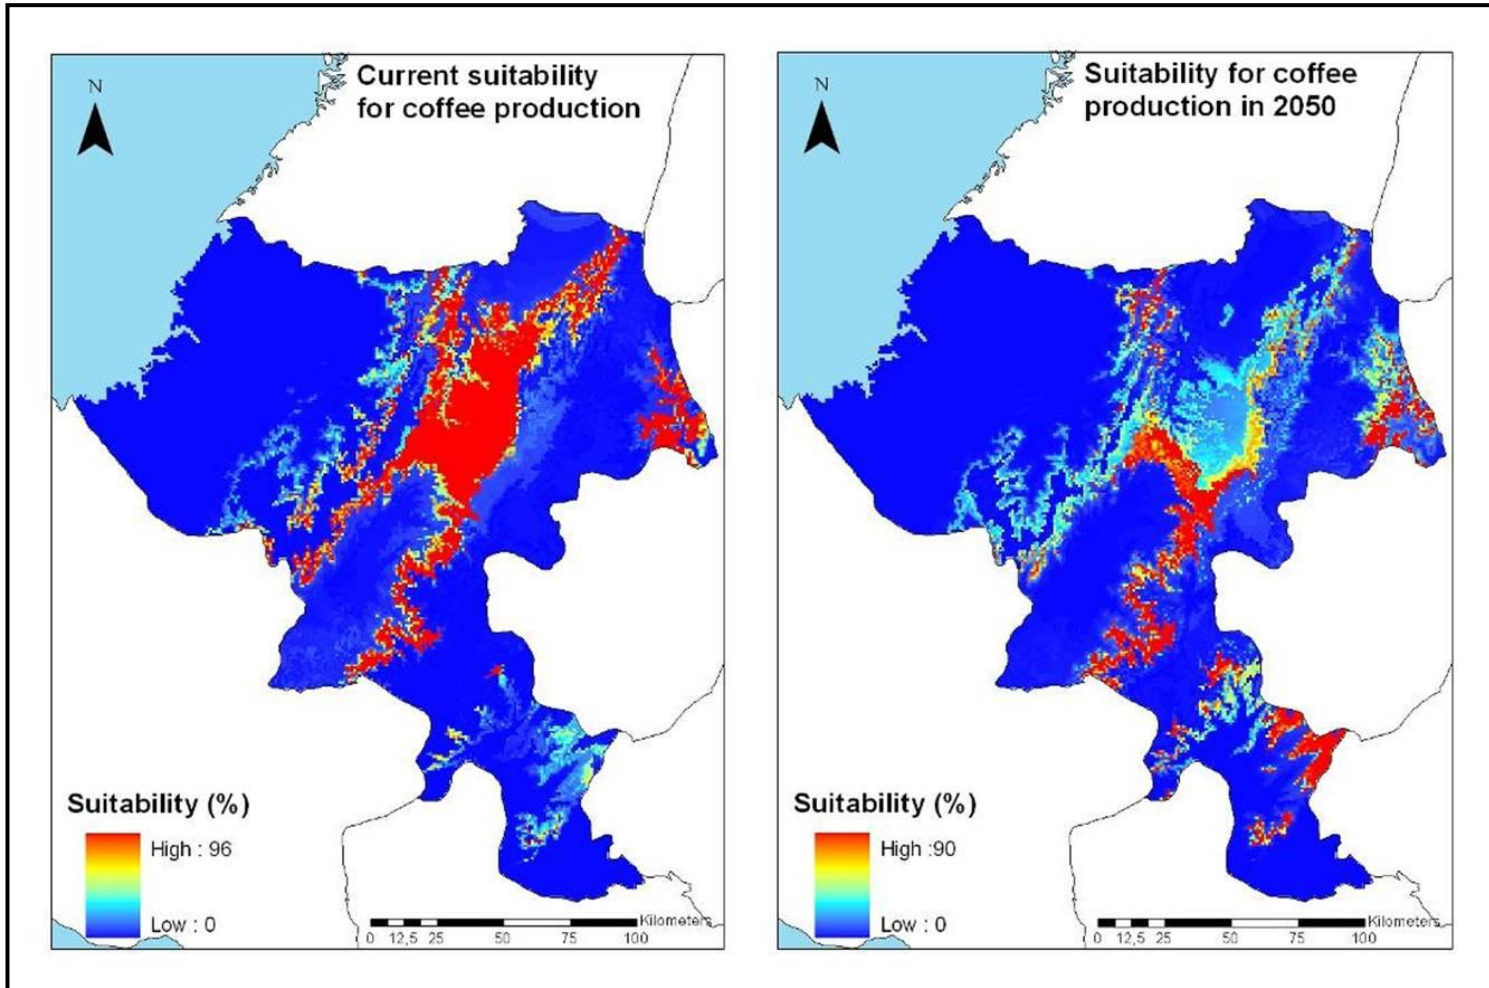 Current suitability
for coffee production
N
Suitability (%)
High : 96
Low : 0
Kilometers
0 12,5 25 50 75 100
Suitability for coffee
production in 2050
N
Suitability (%)
High :90
Low : 0
Kilometers
0 12,5 25 50 75 100